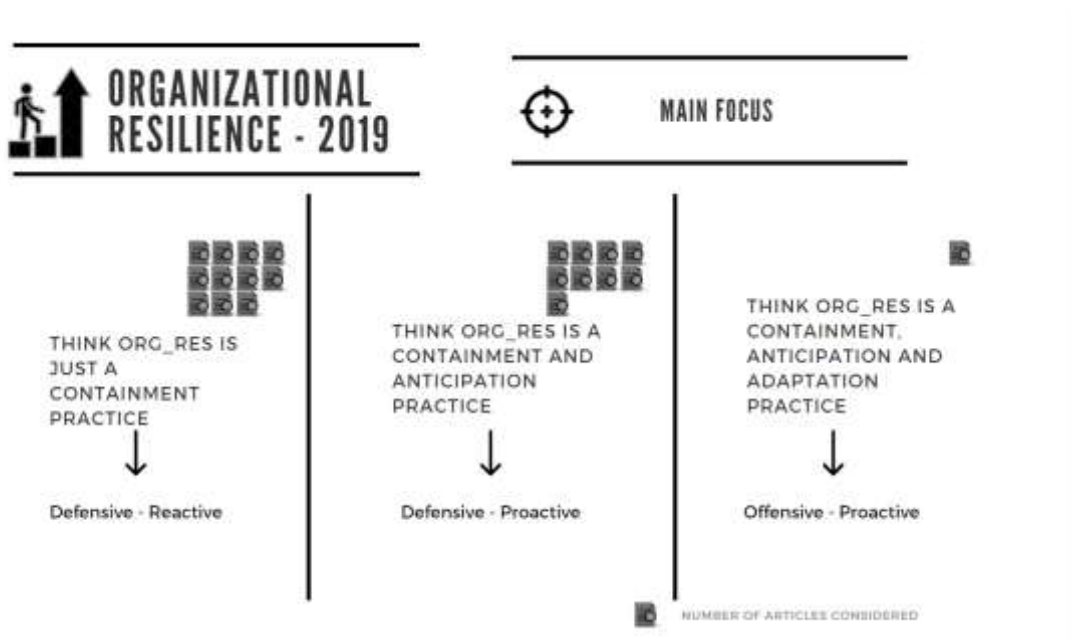 ORGANIZATIONAL
RESILIENCE - 2019
MAIN FOCUS
THINK ORG_RES IS
JUST A
CONTAINMENT
PRACTICE
Defensive - Reactive
THINK ORG_RES IS A
CONTAINMENT AND
ANTICIPATION
PRACTICE
Defensive - Proactive
THINK ORG_RES IS A
CONTAINMENT,
ANTICIPATION AND
ADAPTATION
PRACTICE
Offensive - Proactive
NUMBER OF ARTICLES CONSIDERED